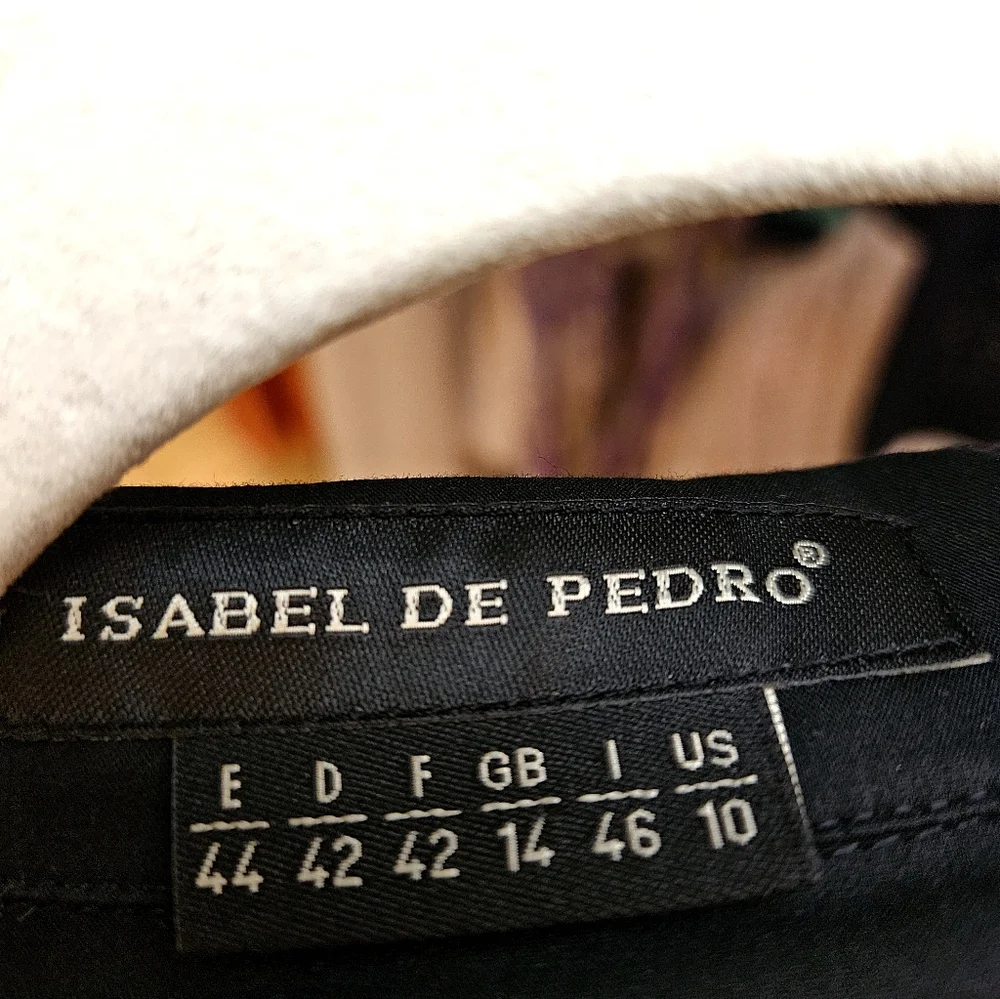 ISABEL DE PEDRO®
E D F GB I US
44 42 42 14 46 10